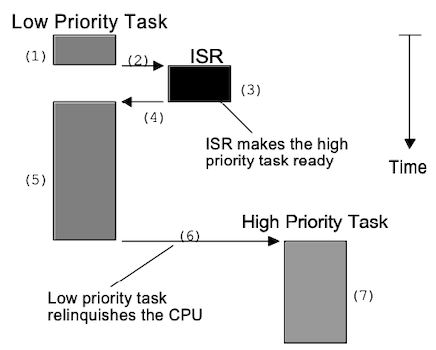 Low Priority Task
(1)
(2)
ISR
(3)
(4)
ISR makes the high
priority task ready
Time
(5)
High Priority Task
(6)
Low priority task
relinquishes the CPU
(7)